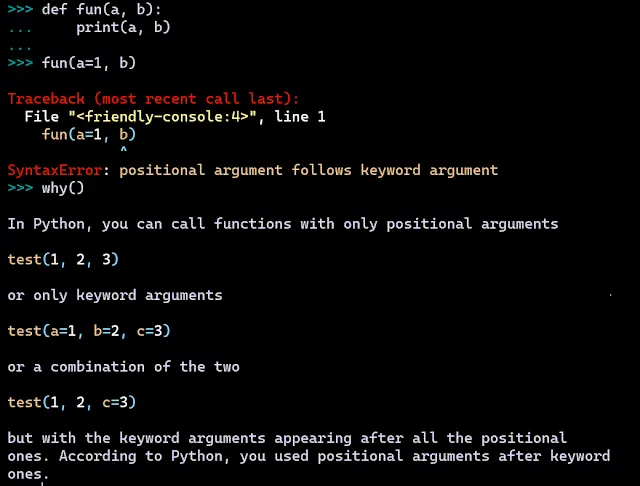 >>> def fun(a, b):
...     print(a, b)
...
>>> fun(a=1, b)
Traceback (most recent call last):
  File "<friendly-console:4>", line 1
    fun(a=1, b)
             ^
SyntaxError: positional argument follows keyword argument
>>> why()
In Python, you can call functions with only positional arguments
test(1, 2, 3)
or only keyword arguments
test(a=1, b=2, c=3)
or a combination of the two
test(1, 2, c=3)
but with the keyword arguments appearing after all the positional
ones. According to Python, you used positional arguments after keyword
ones.